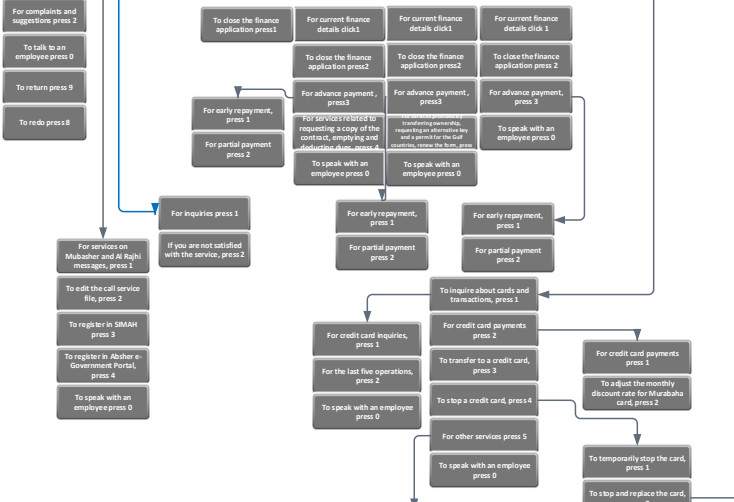 For complaints and
suggestions press 2
To talk to an
employee press 0
To return press 9
To redo press 8
To close the finance
application press1
For current finance
details click1
To close the finance
application press2
For advance payment ,
press3
For services related to
requesting a copy of the
contract, emptying and
deducting dues, press 4
To speak with an
employee press 0
For current finance
details click1
To close the finance
application press2
For advance payment ,
press3
transferring ownership,
requesting an alternative key
and a permit for the Gulf
countries, renew the form, press
To speak with an
employee press 0
For current finance
details click 1
To close the finance
application press 2
For advance payment,
press 3
To speak with an
employee press 0
For early repayment,
press 1
For partial payment
press 2
For early repayment,
press 1
For partial payment
press 2
For early repayment,
press 1
For partial payment
press 2
For inquiries press 1
If you are not satisfied
with the service, press 2
For services on
Mubasher and Al Rajhi
messages, press 1
To edit the call service
file, press 2
To register in SIMAH
press 3
To register in Absher e-
Government Portal,
press 4
To speak with an
employee press 0
To inquire about cards and
transactions, press 1
For credit card payments
press 2
To transfer to a credit card,
press 3
To stop a credit card, press 4
For other services press 5
To speak with an employee
press 0
For credit card inquiries,
press 1
For the last five operations,
press 2
To speak with an employee
press 0
For credit card payments
press 1
To adjust the monthly
discount rate for Murabaha
card, press 2
To temporarily stop the card,
press 1
To stop and replace the card,